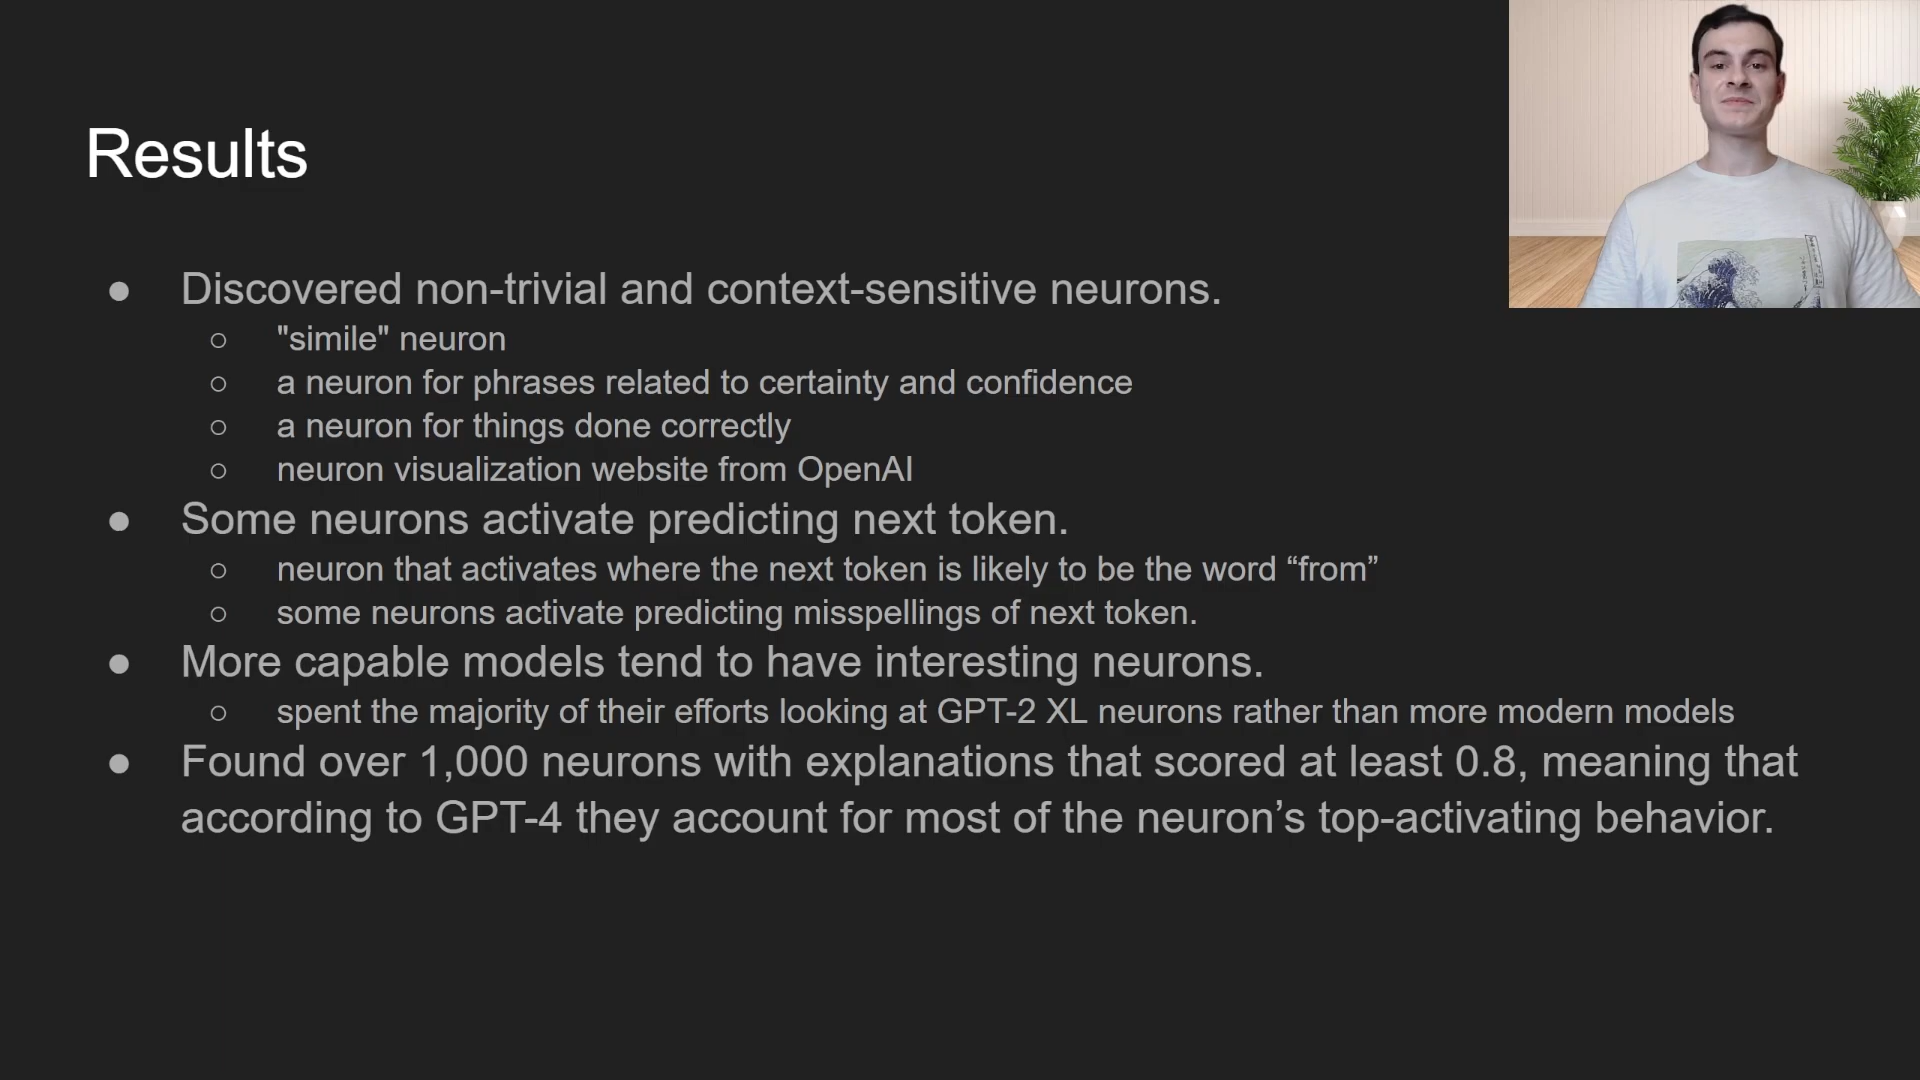 Results
● Discovered non-trivial and context-sensitive neurons.
○ "simile" neuron
○ a neuron for phrases related to certainty and confidence
○ a neuron for things done correctly
○ neuron visualization website from OpenAI
● Some neurons activate predicting next token.
○ neuron that activates where the next token is likely to be the word “from”
○ some neurons activate predicting misspellings of next token.
● More capable models tend to have interesting neurons.
○ spent the majority of their efforts looking at GPT-2 XL neurons rather than more modern models
● Found over 1,000 neurons with explanations that scored at least 0.8, meaning that
according to GPT-4 they account for most of the neuron’s top-activating behavior.